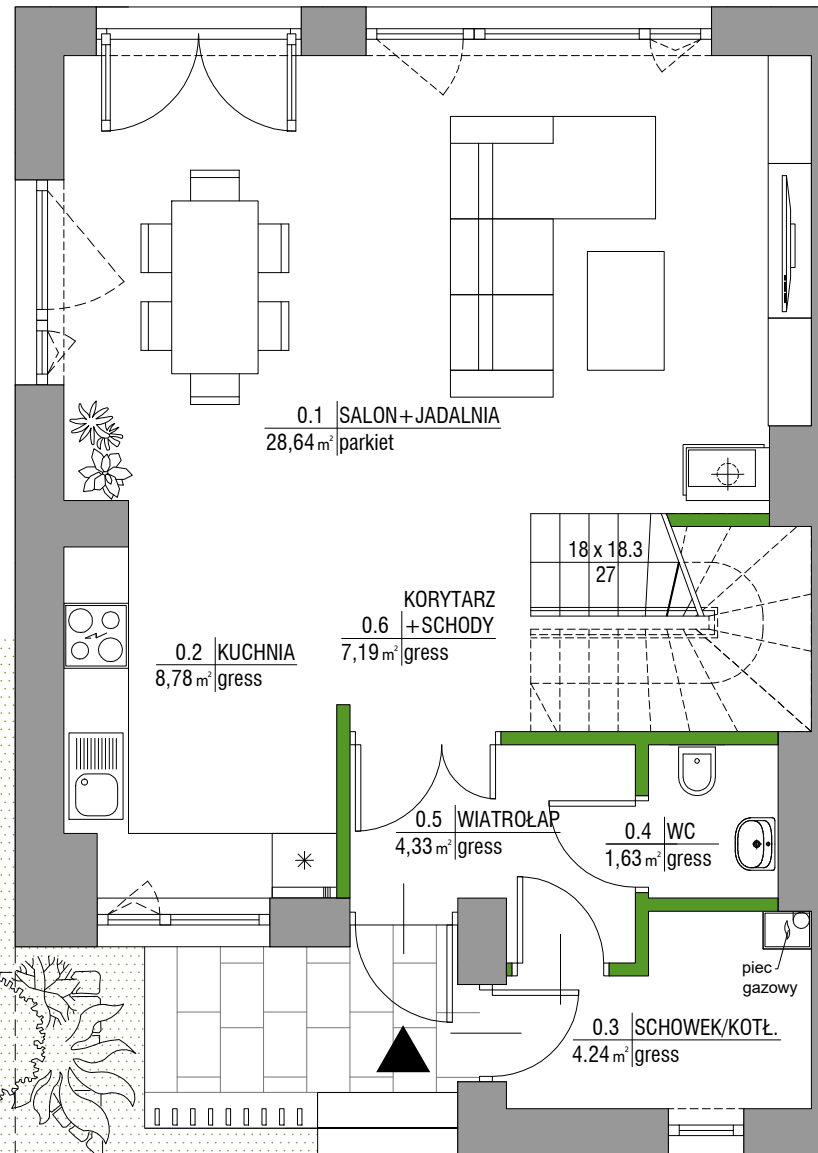 0.1 SALON+JADALNIA
28,64 m² parkiet
18 x 18.3
27
KORYTARZ
0.6 +SCHODY
7,19 m² gress
0.2 KUCHNIA
8,78 m² gress
0.5 WIATROŁAP
4,33 m² gress
0.4 WC
1,63 m² gress
piec
gazowy
0.3 SCHOWEK/KOTŁ.
4.24 m² gress